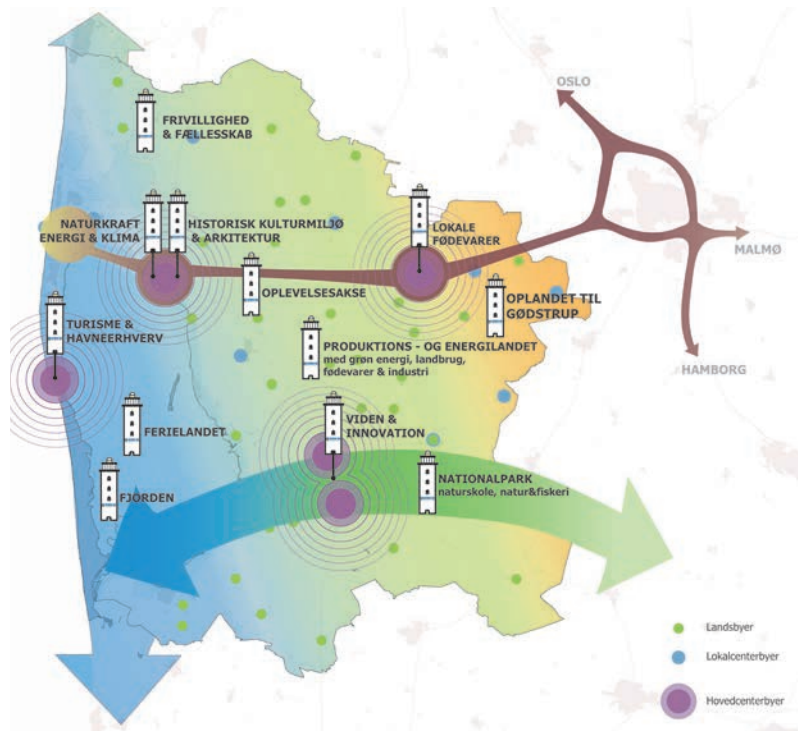 OSLO
FRIVILLIGHED
& FÆLLESSKAB
NATURKRAFT
ENERGI & KLIMA
HISTORISK KULTURMILJØ
& ARKITEKTUR
LOKALE
FØDEVARER
MALMØ
OPLEVELSESAKSE
OPLANDET TIL
GØDSTRUP
TURISME &
HAVNEERHVERV
PRODUKTIONS - OG ENERGILANDET
med grøn energi, landbrug,
fødevarer & industri
HAMBORG
FERIELANDET
VIDEN &
INNOVATION
FJORDEN
NATIONALPARK
naturskole, natur&fiskeri
Landsbyer
Lokalcenterbyer
Hovedcenterbyer